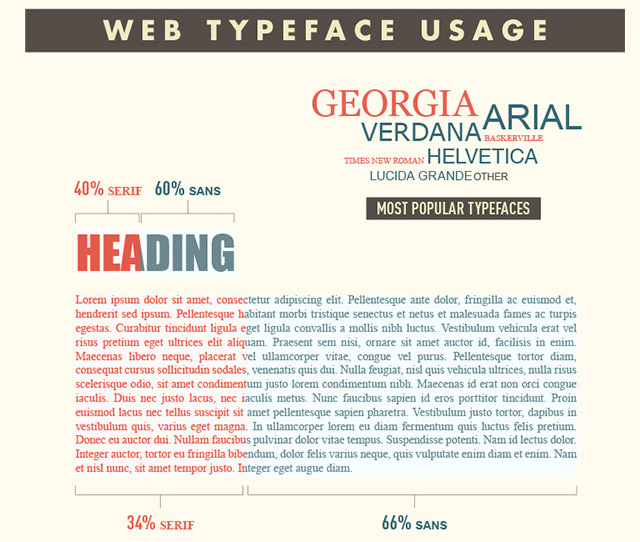 WEB TYPEFACE USAGE
GEORGIA ARIAL
VERDANA BASKERVILLE
TIMES NEW ROMAN HELVETICA
LUCIDA GRANDE OTHER
MOST POPULAR TYPEFACES
40% SERIF 60% SANS
HEADING
Lorem ipsum dolor sit amet, consectetur adipiscing elit. Pellentesque ante dolor, fringilla ac euismod et,
hendrerit sed ipsum. Pellentesque habitant morbi tristique senectus et netus et malesuada fames ac turpis
egestas. Curabitur tincidunt ligula eget ligula convallis a mollis nibh luctus. Vestibulum vehicula erat vel
risus pretium eget ultrices elit aliquam. Praesent sem nisi, ornare sit amet auctor id, facilisis in enim.
Maecenas libero neque, placerat vel ullamcorper vitae, congue vel purus. Pellentesque tortor diam,
consequat cursus sollicitudin sodales, venenatis quis dui. Nulla feugiat, nisl quis vehicula ultrices, nulla risus
scelerisque odio, sit amet condimentum justo lorem condimentum nibh. Maecenas id erat non orci congue
iaculis. Duis nec justo lacus, nec iaculis metus. Nunc faucibus sapien id eros porttitor tincidunt. Proin
euismod lacus nec tellus suscipit sit amet pellentesque sapien pharetra. Vestibulum justo tortor, dapibus in
vestibulum quis, varius eget magna. In ullamcorper lorem eu diam fermentum quis luctus felis pretium.
Donec eu auctor dui. Nullam faucibus pulvinar dolor vitae tempus. Suspendisse potenti. Nam id lectus dolor.
Integer auctor, tortor eu fringilla bibendum, dolor felis varius neque, quis vulputate enim diam et enim. Nam
et nisl nunc, sit amet tempor justo. Integer eget augue diam.
34% SERIF 66% SANS